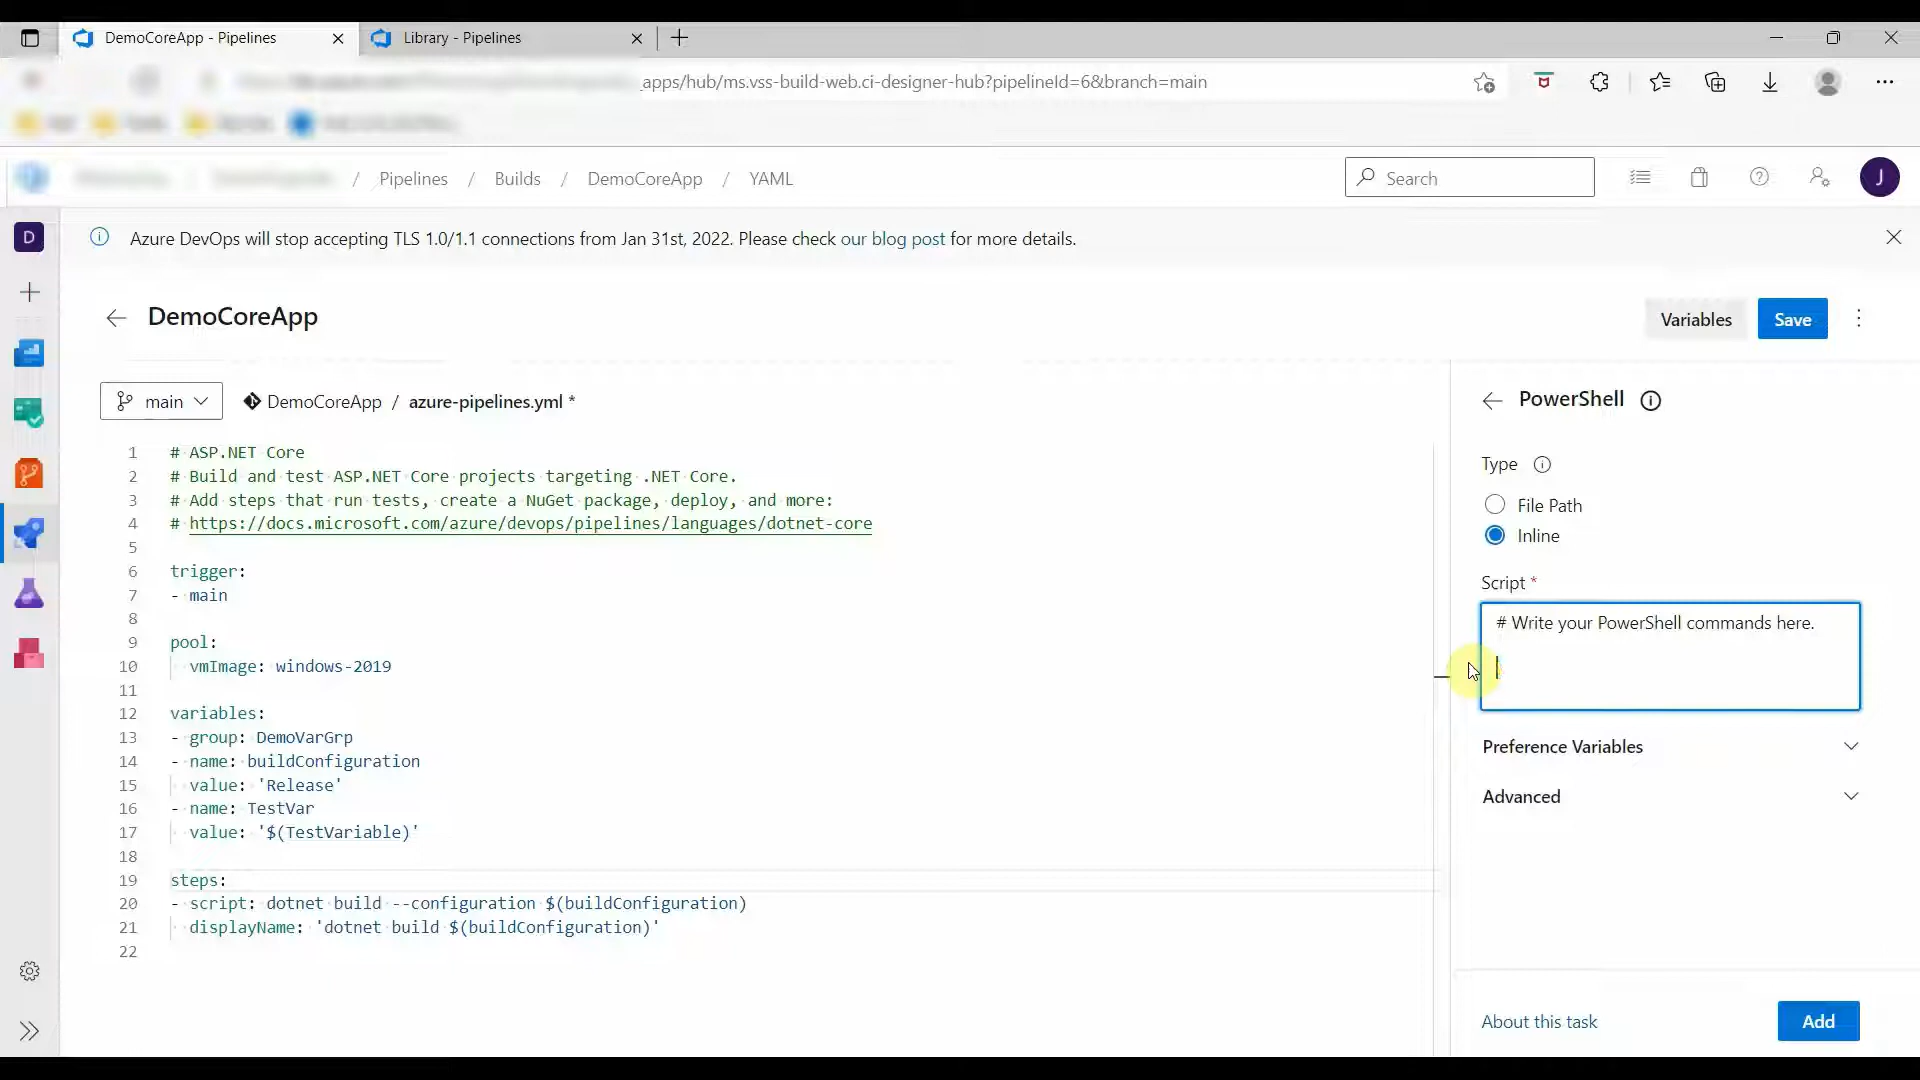 DemoCoreApp - Pipelines
Library - Pipelines
_apps/hub/ms.vss-build-web.ci-designer-hub?pipelineId=6&branch=main
/ Pipelines / Builds / DemoCoreApp / YAML
Search
J
D
Azure DevOps will stop accepting TLS 1.0/1.1 connections from Jan 31st, 2022. Please check our blog post for more details.
DemoCoreApp
Variables
Save
main
DemoCoreApp / azure-pipelines.yml *
1 # ASP.NET Core
2 # Build and test ASP.NET Core projects targeting .NET Core.
3 # Add steps that run tests, create a NuGet package, deploy, and more:
4 # https://docs.microsoft.com/azure/devops/pipelines/languages/dotnet-core
5
6 trigger:
7 - main
8
9 pool:
10 vmImage: windows-2019
11
12 variables:
13 - group: DemoVarGrp
14 - name: buildConfiguration
15 value: 'Release'
16 - name: TestVar
17 value: '$(TestVariable)'
18
19 steps:
20 - script: dotnet build --configuration $(buildConfiguration)
21 displayName: 'dotnet build $(buildConfiguration)'
22
PowerShell
Type
File Path
Inline
Script *
# Write your PowerShell commands here.
Preference Variables
Advanced
About this task
Add